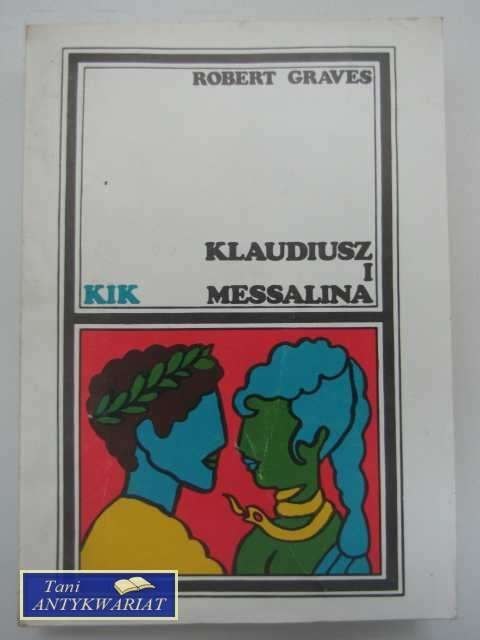 ROBERT GRAVES
KLAUDIUSZ
I
KIK MESSALINA
Tani
ANTYKWARIAT